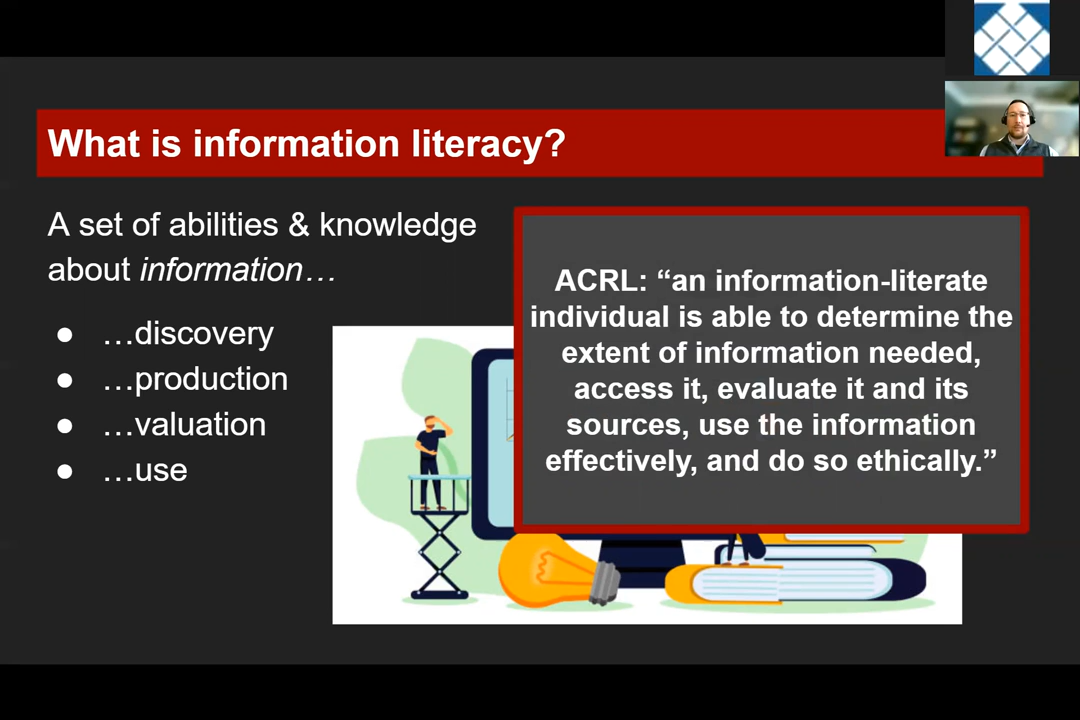 What is information literacy?
A set of abilities & knowledge
about information…
● …discovery
● …production
● …valuation
● …use
ACRL: “an information-literate
individual is able to determine the
extent of information needed,
access it, evaluate it and its
sources, use the information
effectively, and do so ethically.”